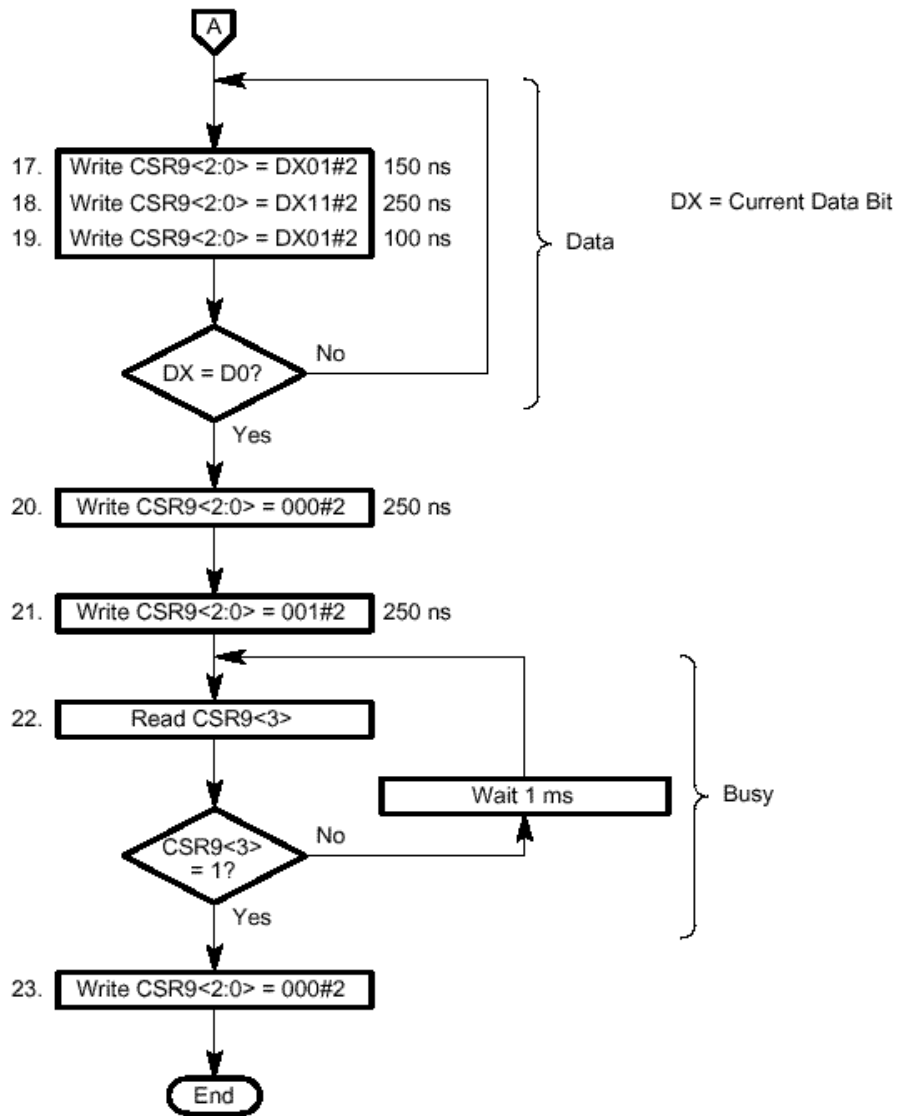 A
17. Write CSR9<2:0> = DX01#2 150 ns
18. Write CSR9<2:0> = DX11#2 250 ns
DX = Current Data Bit
19. Write CSR9<2:0> = DX01#2 100 ns
Data
No
DX = D0?
Yes
20. Write CSR9<2:0> = 000#2 250 ns
21. Write CSR9<2:0> = 001#2 250 ns
22. Read CSR9<3>
Wait 1 ms
Busy
No
CSR9<3>
= 1?
Yes
23. Write CSR9<2:0> = 000#2
End